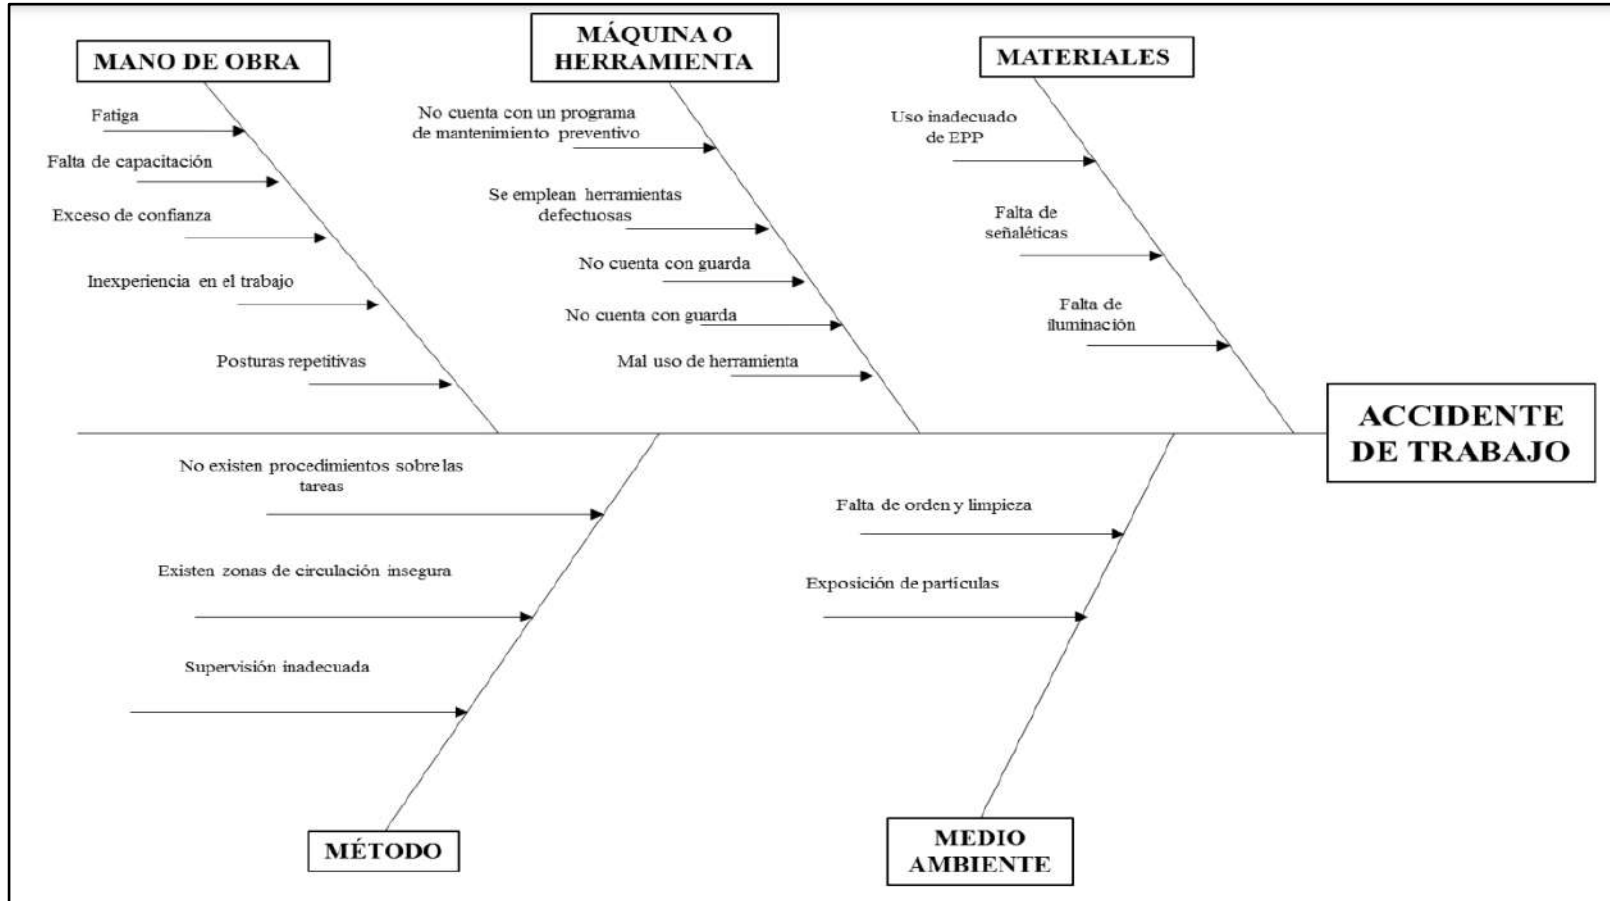 MANO DE OBRA
Fatiga
Falta de capacitación
Exceso de confianza
Inexperiencia en el trabajo
Posturas repetitivas
MÁQUINA O
HERRAMIENTA
No cuenta con un programa
de mantenimiento preventivo
Se emplean herramientas
defectuosas
No cuenta con guarda
No cuenta con guarda
Mal uso de herramienta
MATERIALES
Uso inadecuado
de EPP
Falta de
señaléticas
Falta de
iluminación
ACCIDENTE
DE TRABAJO
No existen procedimientos sobre las
tareas
Existen zonas de circulación insegura
Supervisión inadecuada
MÉTODO
Falta de orden y limpieza
Exposición de partículas
MEDIO
AMBIENTE